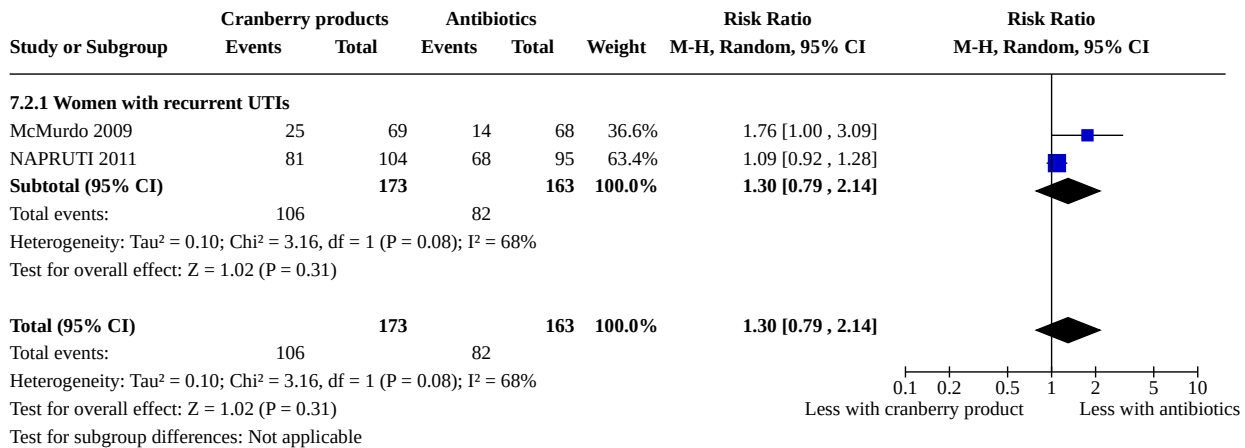 Cranberry products Antibiotics Risk Ratio Risk Ratio
Study or Subgroup Events Total Events Total Weight M-H, Random, 95% CI M-H, Random, 95% CI
7.2.1 Women with recurrent UTIs
McMurdo 2009 25 69 14 68 36.6% 1.76 [1.00 , 3.09]
NAPRUTI 2011 81 104 68 95 63.4% 1.09 [0.92 , 1.28]
Subtotal (95% CI) 173 163 100.0% 1.30 [0.79 , 2.14]
Total events: 106 82
Heterogeneity: Tau² = 0.10; Chi² = 3.16, df = 1 (P = 0.08); I² = 68%
Test for overall effect: Z = 1.02 (P = 0.31)
Total (95% CI) 173 163 100.0% 1.30 [0.79 , 2.14]
Total events: 106 82
Heterogeneity: Tau² = 0.10; Chi² = 3.16, df = 1 (P = 0.08); I² = 68%
0.1 0.2 0.5 1 2 5 10
Test for overall effect: Z = 1.02 (P = 0.31) Less with cranberry product Less with antibiotics
Test for subgroup differences: Not applicable